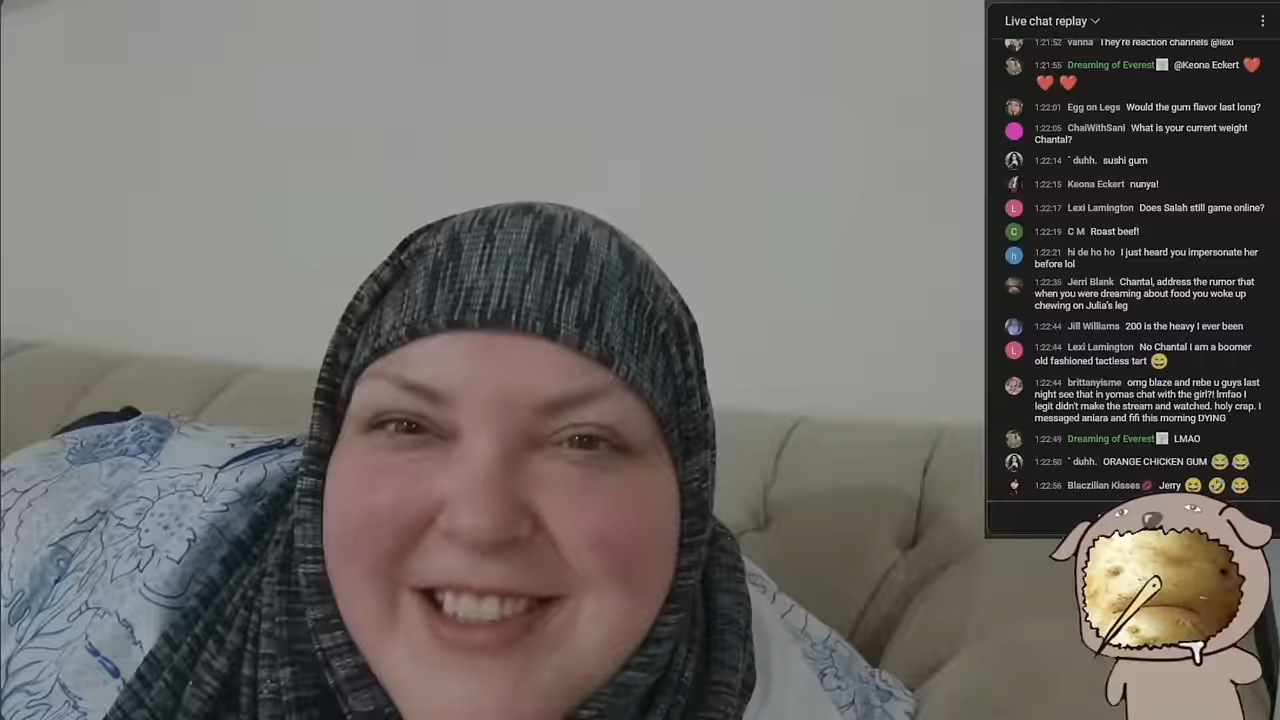 Live chat replay
1:21:52 vanna They're reaction channels @lexi
1:21:55 Dreaming of Everest @Keona Eckert
1:22:01 Egg on Legs Would the gum flavor last long?
1:22:05 ChaiWithSani What is your current weight
Chantal?
1:22:14 ` duhh. sushi gum
1:22:15 Keona Eckert nunya!
L 1:22:17 Lexi Lamington Does Salah still game online?
C 1:22:19 C M Roast beef!
h 1:22:21 hi de ho ho I just heard you impersonate her
before lol
1:22:35 Jerri Blank Chantal, address the rumor that
when you were dreaming about food you woke up
chewing on Julia's leg
1:22:44 Jill Williams 200 is the heavy I ever been
L 1:22:44 Lexi Lamington No Chantal I am a boomer
old fashioned tactless tart
1:22:44 brittanyisme omg blaze and rebe u guys last
night see that in yomas chat with the girl?! lmfao I
legit didn't make the stream and watched. holy crap. I
messaged aniara and fifi this morning DYING
1:22:49 Dreaming of Everest LMAO
1:22:50 ` duhh. ORANGE CHICKEN GUM
1:22:56 Blaczilian Kisses Jerry